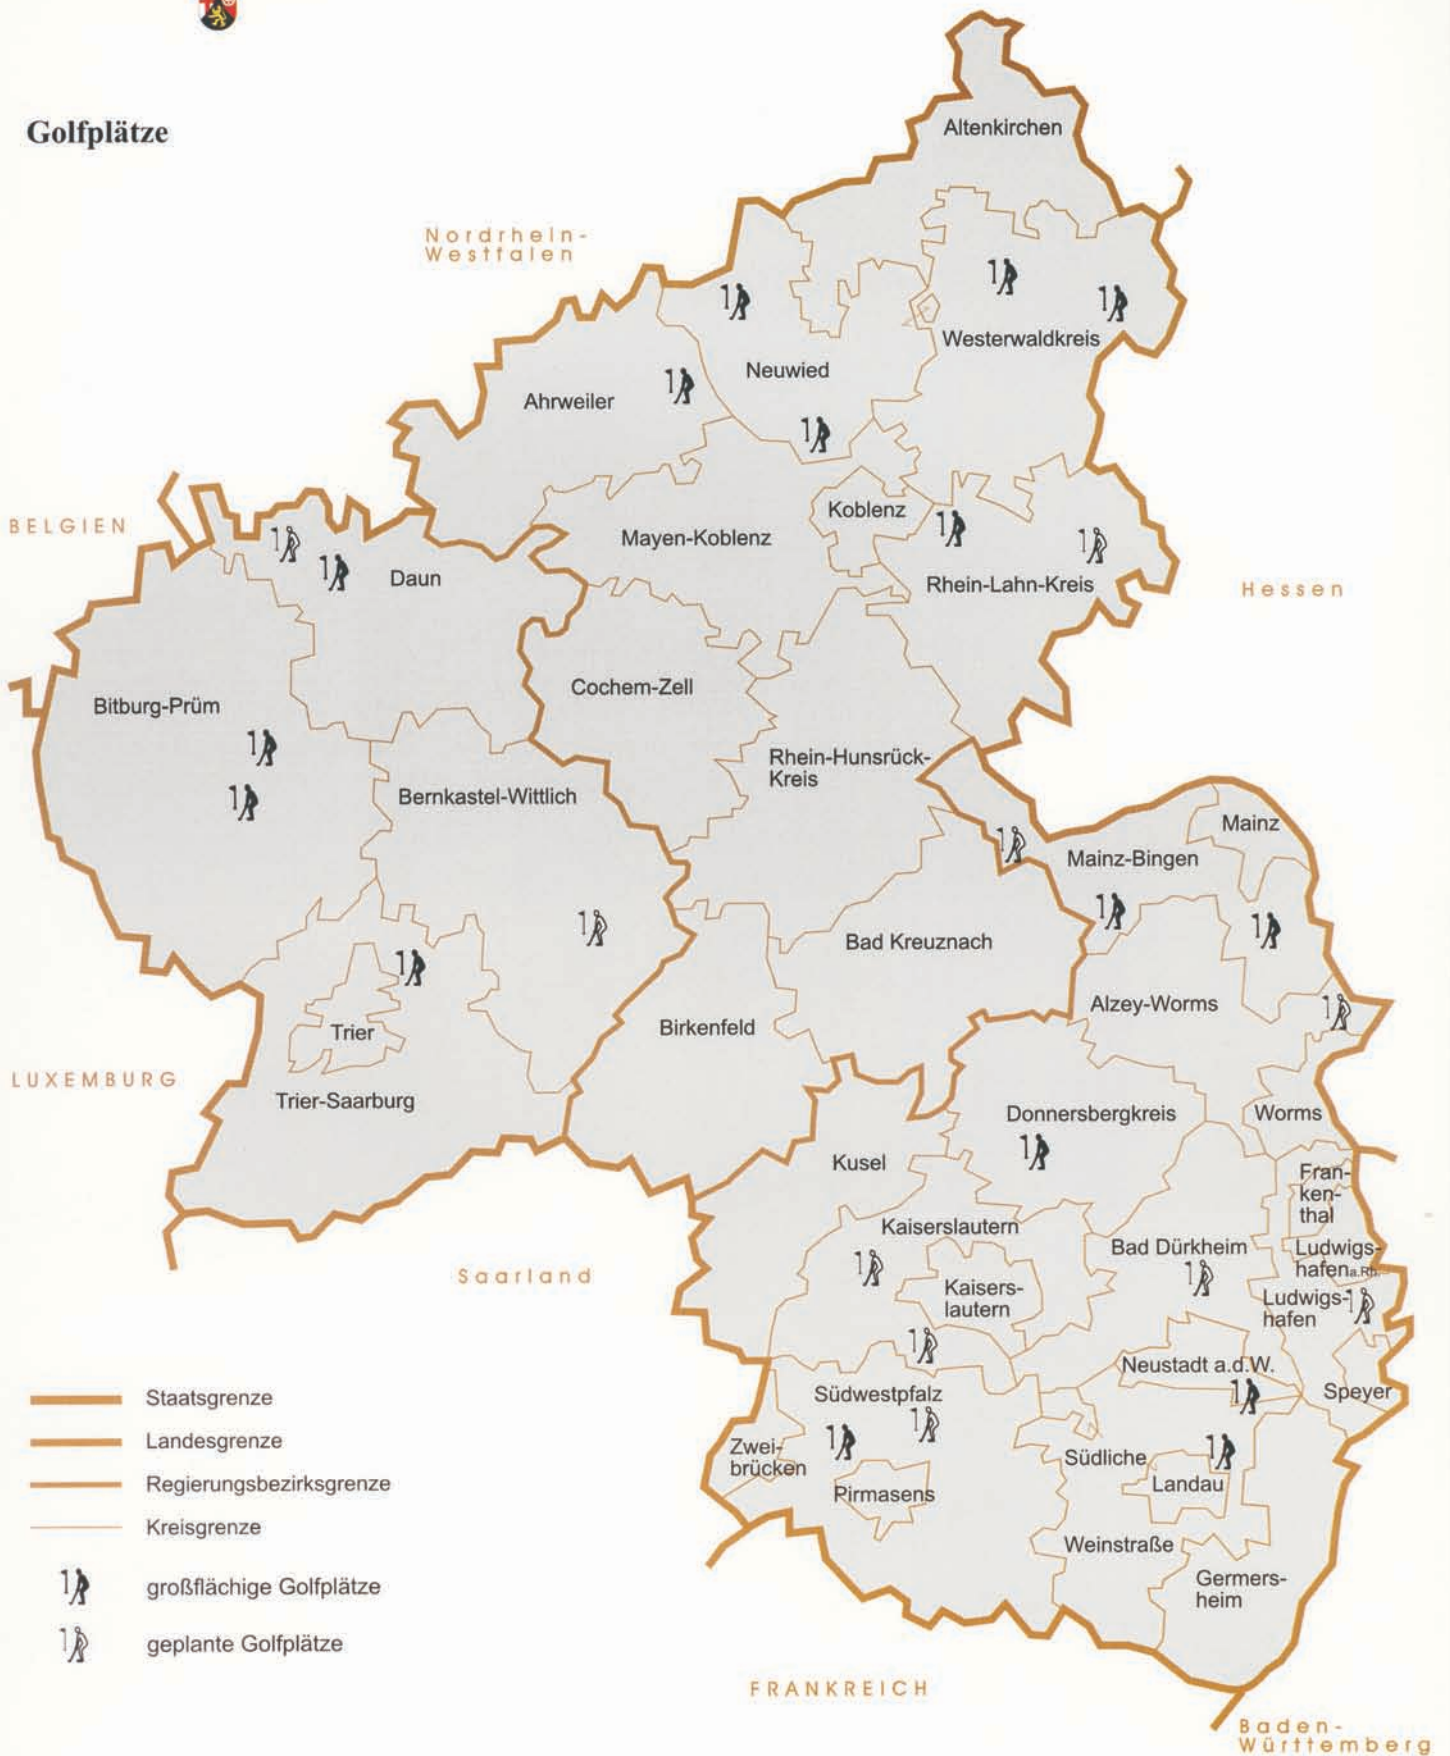 Golfplätze
Altenkirchen
Nordrhein-
Westfalen
Westerwaldkreis
Neuwied
Ahrweiler
Koblenz
BELGIEN
Mayen-Koblenz
Daun
Rhein-Lahn-Kreis
Hessen
Cochem-Zell
Bitburg-Prüm
Rhein-Hunsrück-
Kreis
Bernkastel-Wittlich
Mainz
Mainz-Bingen
Bad Kreuznach
Alzey-Worms
Birkenfeld
Trier
LUXEMBURG
Trier-Saarburg
Donnersbergkreis
Worms
Kusel
Fran-
ken-
thal
Kaiserslautern
Bad Dürkheim
Ludwigs-
hafen a.Rh.
Saarland
Kaisers-
lautern
Ludwigs-
hafen
Neustadt a.d.W.
Südwestpfalz
Speyer
Zwei-
brücken
Südliche
Landau
Pirmasens
Weinstraße
Germers-
heim
Staatsgrenze
Landesgrenze
Regierungsbezirksgrenze
Kreisgrenze
großflächige Golfplätze
geplante Golfplätze
FRANKREICH
Baden-
Württemberg